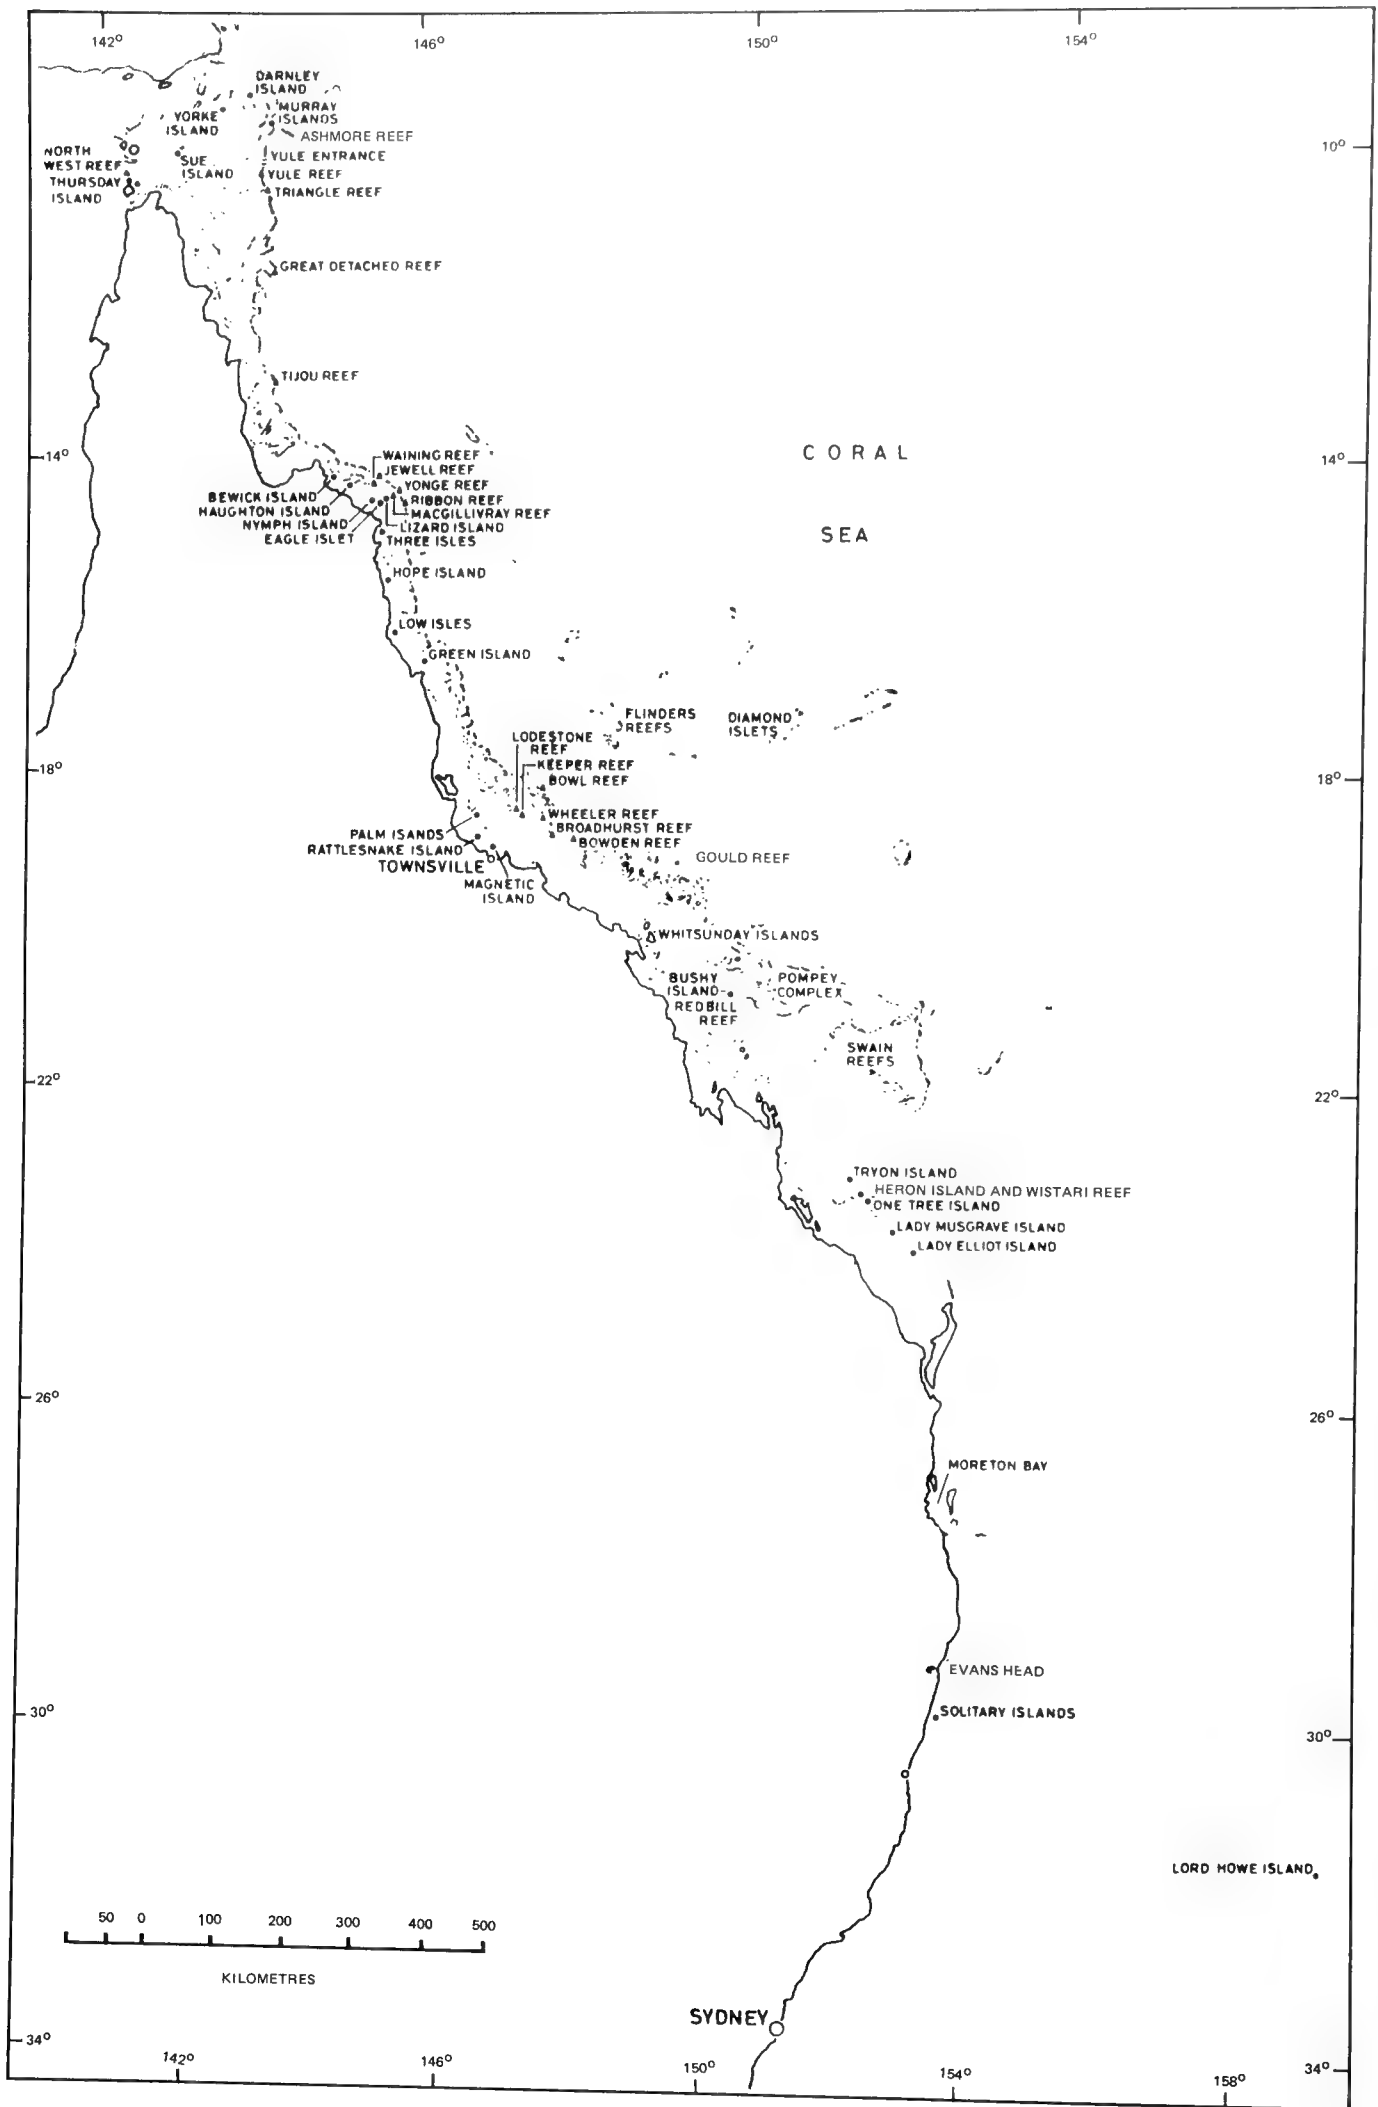 142°
146°
150°
154°
DARNLEY
ISLAND
MURRAY
ISLANDS
YORKE
ISLAND
ASHMORE REEF
10°
NORTH
WEST REEF
SUE
ISLAND
YULE ENTRANCE
YULE REEF
THURSDAY
ISLAND
TRIANGLE REEF
GREAT DETACHED REEF
TIJOU REEF
14°
CORAL
14°
WAINING REEF
JEWELL REEF
YONGE REEF
BEWICK ISLAND
RIBBON REEF
HAUGHTON ISLAND
MACGILLIVRAY REEF
NYMPH ISLAND
LIZARD ISLAND
EAGLE ISLET
THREE ISLES
SEA
HOPE ISLAND
LOW ISLES
GREEN ISLAND
FLINDERS
REEFS
DIAMOND
ISLETS
LODESTONE
REEF
KEEPER REEF
BOWL REEF
18°
18°
WHEELER REEF
PALM ISANDS
BROADHURST REEF
RATTLESNAKE ISLAND
BOWDEN REEF
TOWNSVILLE
GOULD REEF
MAGNETIC
ISLAND
WHITSUNDAY ISLANDS
BUSHY
ISLAND-
REDBILL
REEF
POMPEY
COMPLEX
SWAIN
REEFS
22°
22°
TRYON ISLAND
HERON ISLAND AND WISTARI REEF
ONE TREE ISLAND
LADY MUSGRAVE ISLAND
LADY ELLIOT ISLAND
26°
26°
MORETON BAY
EVANS HEAD
SOLITARY ISLANDS
30°
30°
LORD HOWE ISLAND
50 0 100 200 300 400 500
KILOMETRES
SYDNEY
34°
34°
142°
146°
150°
154°
158°